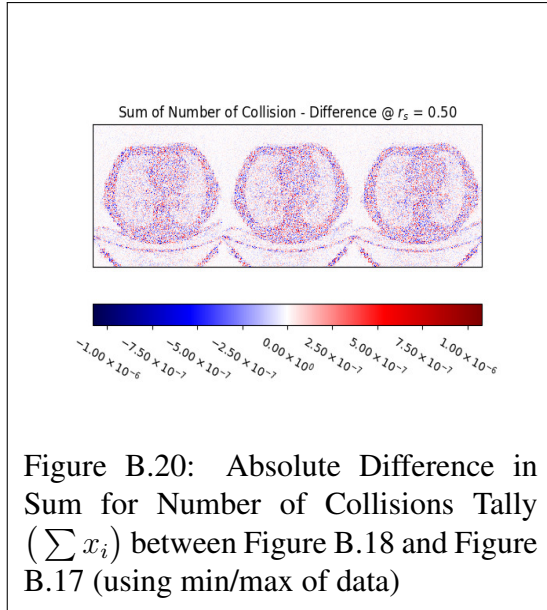 Sum of Number of Collision - Difference @ r_s = 0.50
−1.00 × 10⁻⁶
−7.50 × 10⁻⁷
−5.00 × 10⁻⁷
−2.50 × 10⁻⁷
0.00 × 10⁰
2.50 × 10⁻⁷
5.00 × 10⁻⁷
7.50 × 10⁻⁷
1.00 × 10⁻⁶
Figure B.20: Absolute Difference in
Sum for Number of Collisions Tally
(∑ x_i) between Figure B.18 and Figure
B.17 (using min/max of data)